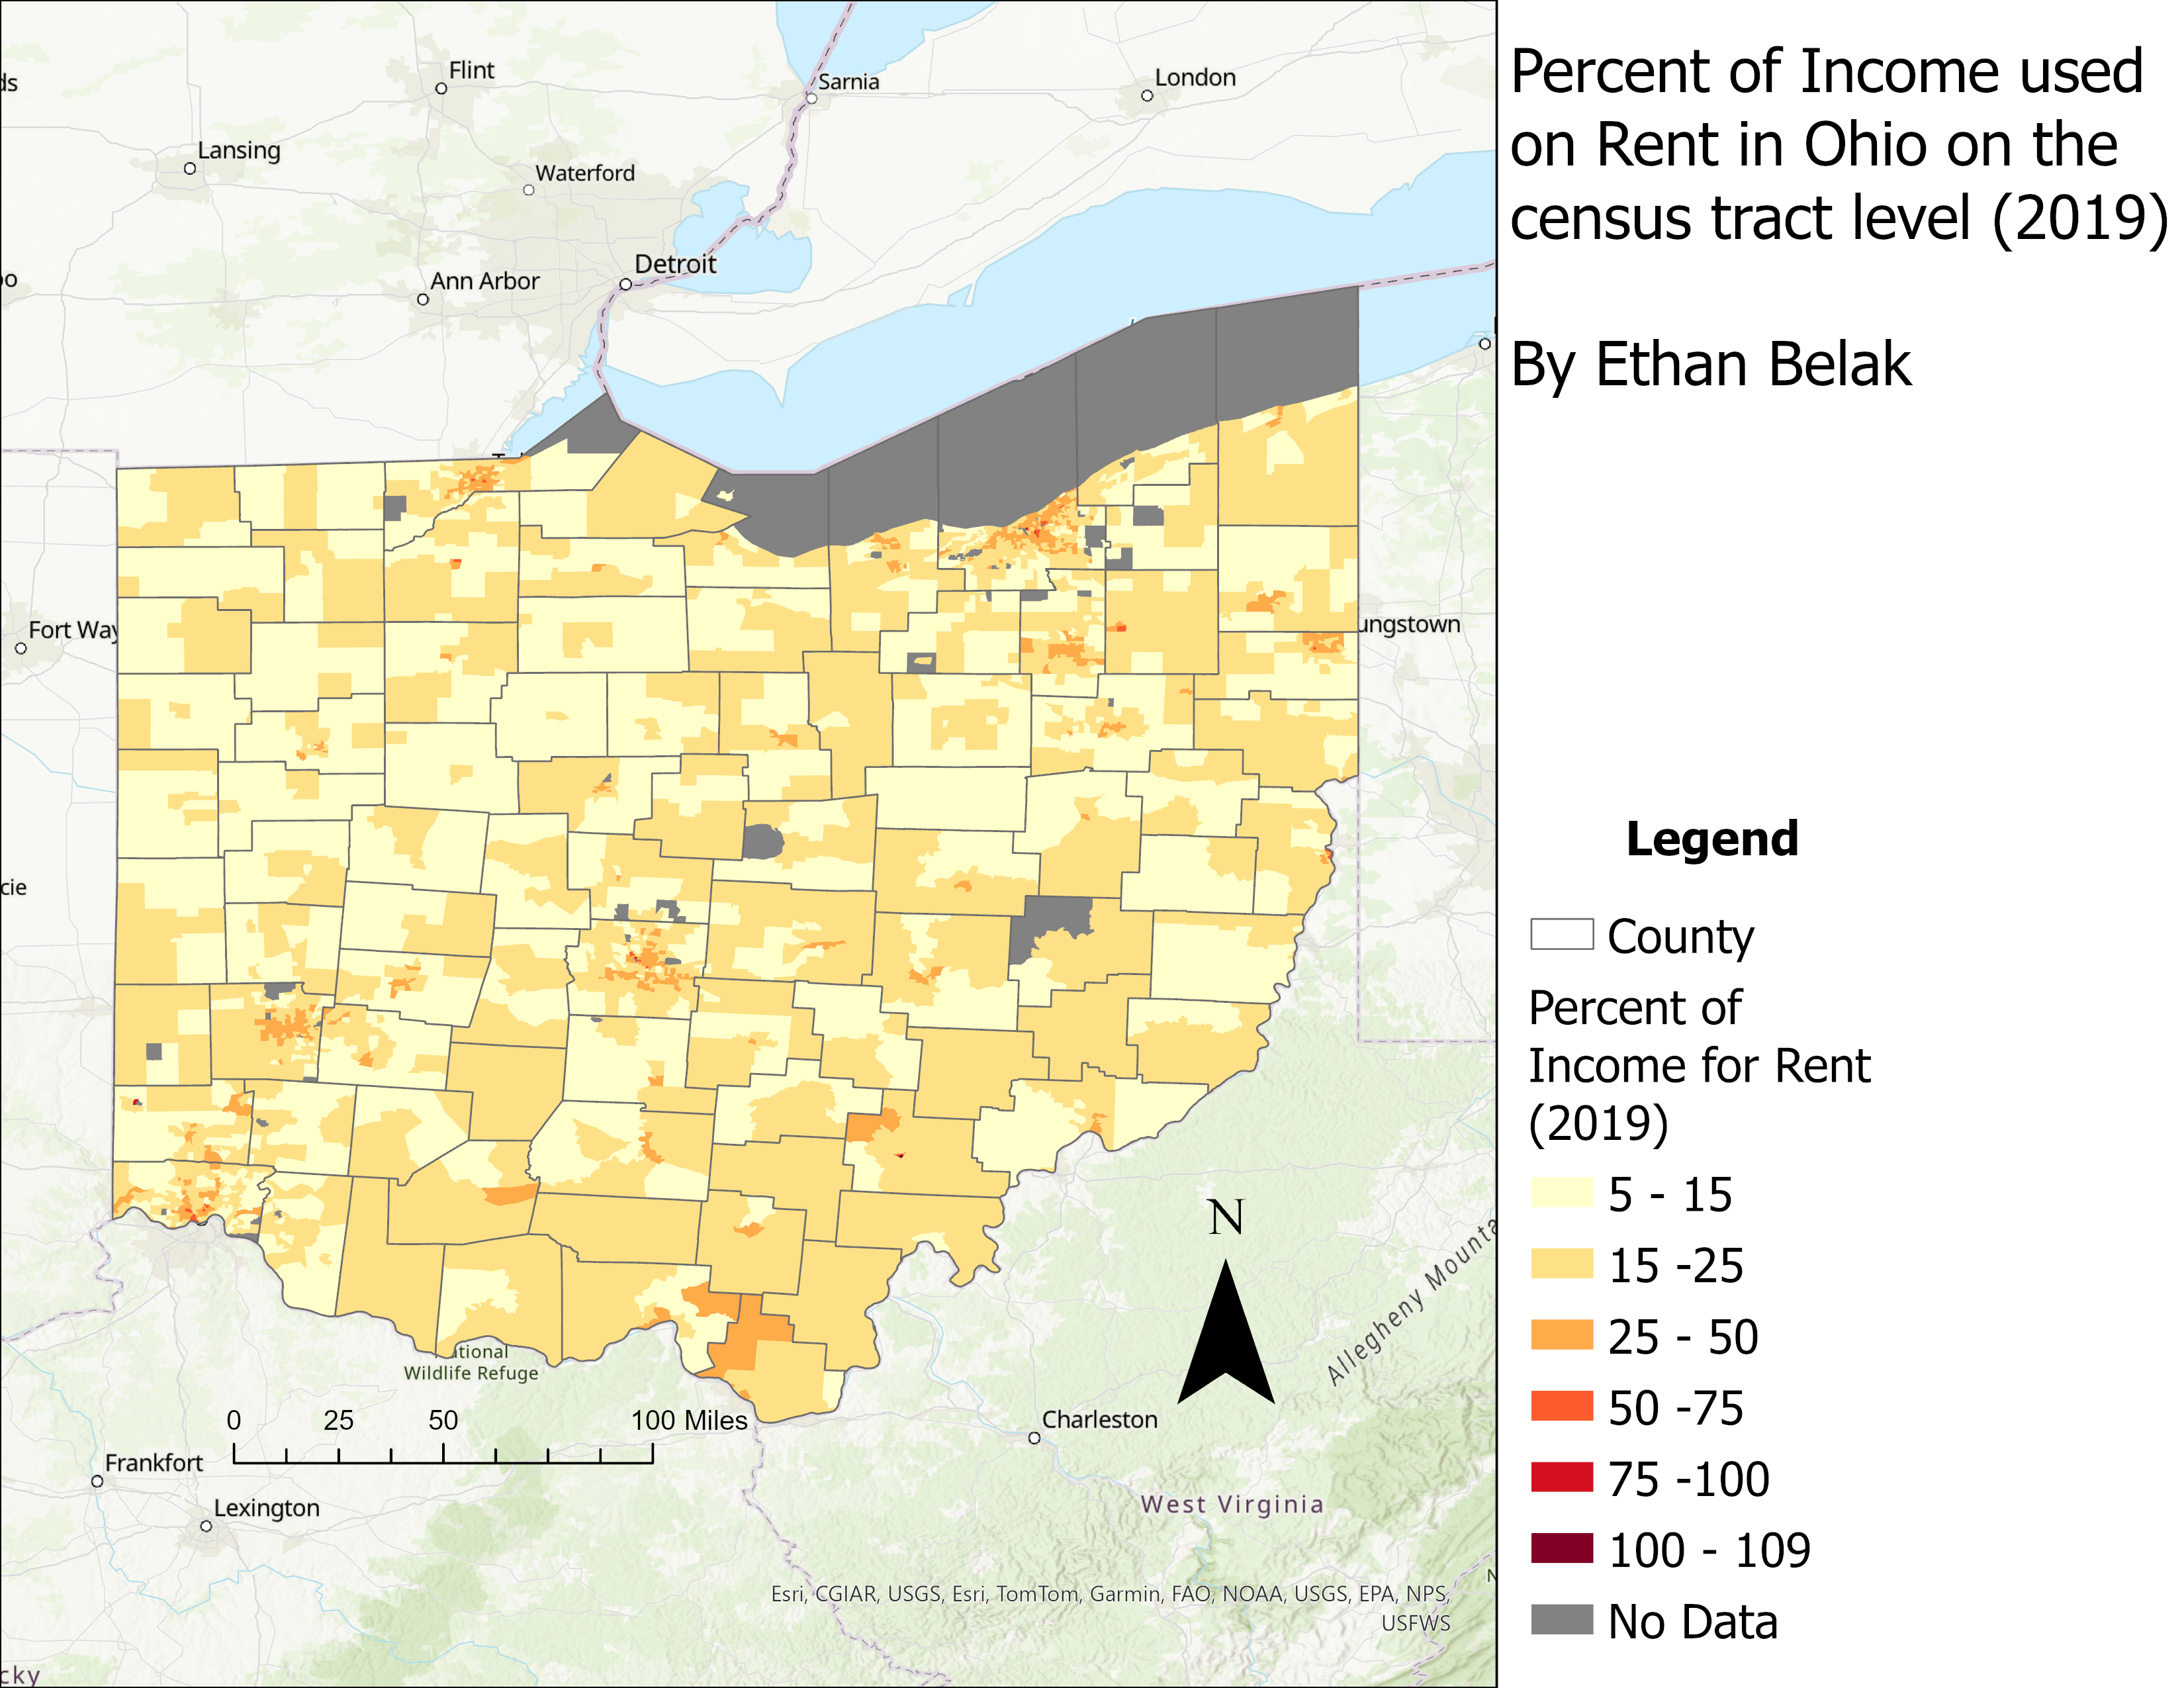 Percent of Income used
on Rent in Ohio on the
census tract level (2019)
By Ethan Belak
Flint
Sarnia
London
ds
Lansing
Waterford
Detroit
Ann Arbor
Fort Way
ungstown
cie
Legend
County
Percent of
Income for Rent
(2019)
5 - 15
15 -25
25 - 50
50 -75
75 -100
100 - 109
No Data
N
Allegheny Mounta
ational
Wildlife Refuge
0 25 50 100 Miles
Charleston
Frankfort
Lexington
West Virginia
Esri, CGIAR, USGS, Esri, TomTom, Garmin, FAO, NOAA, USGS, EPA, NPS,
USFWS
cky